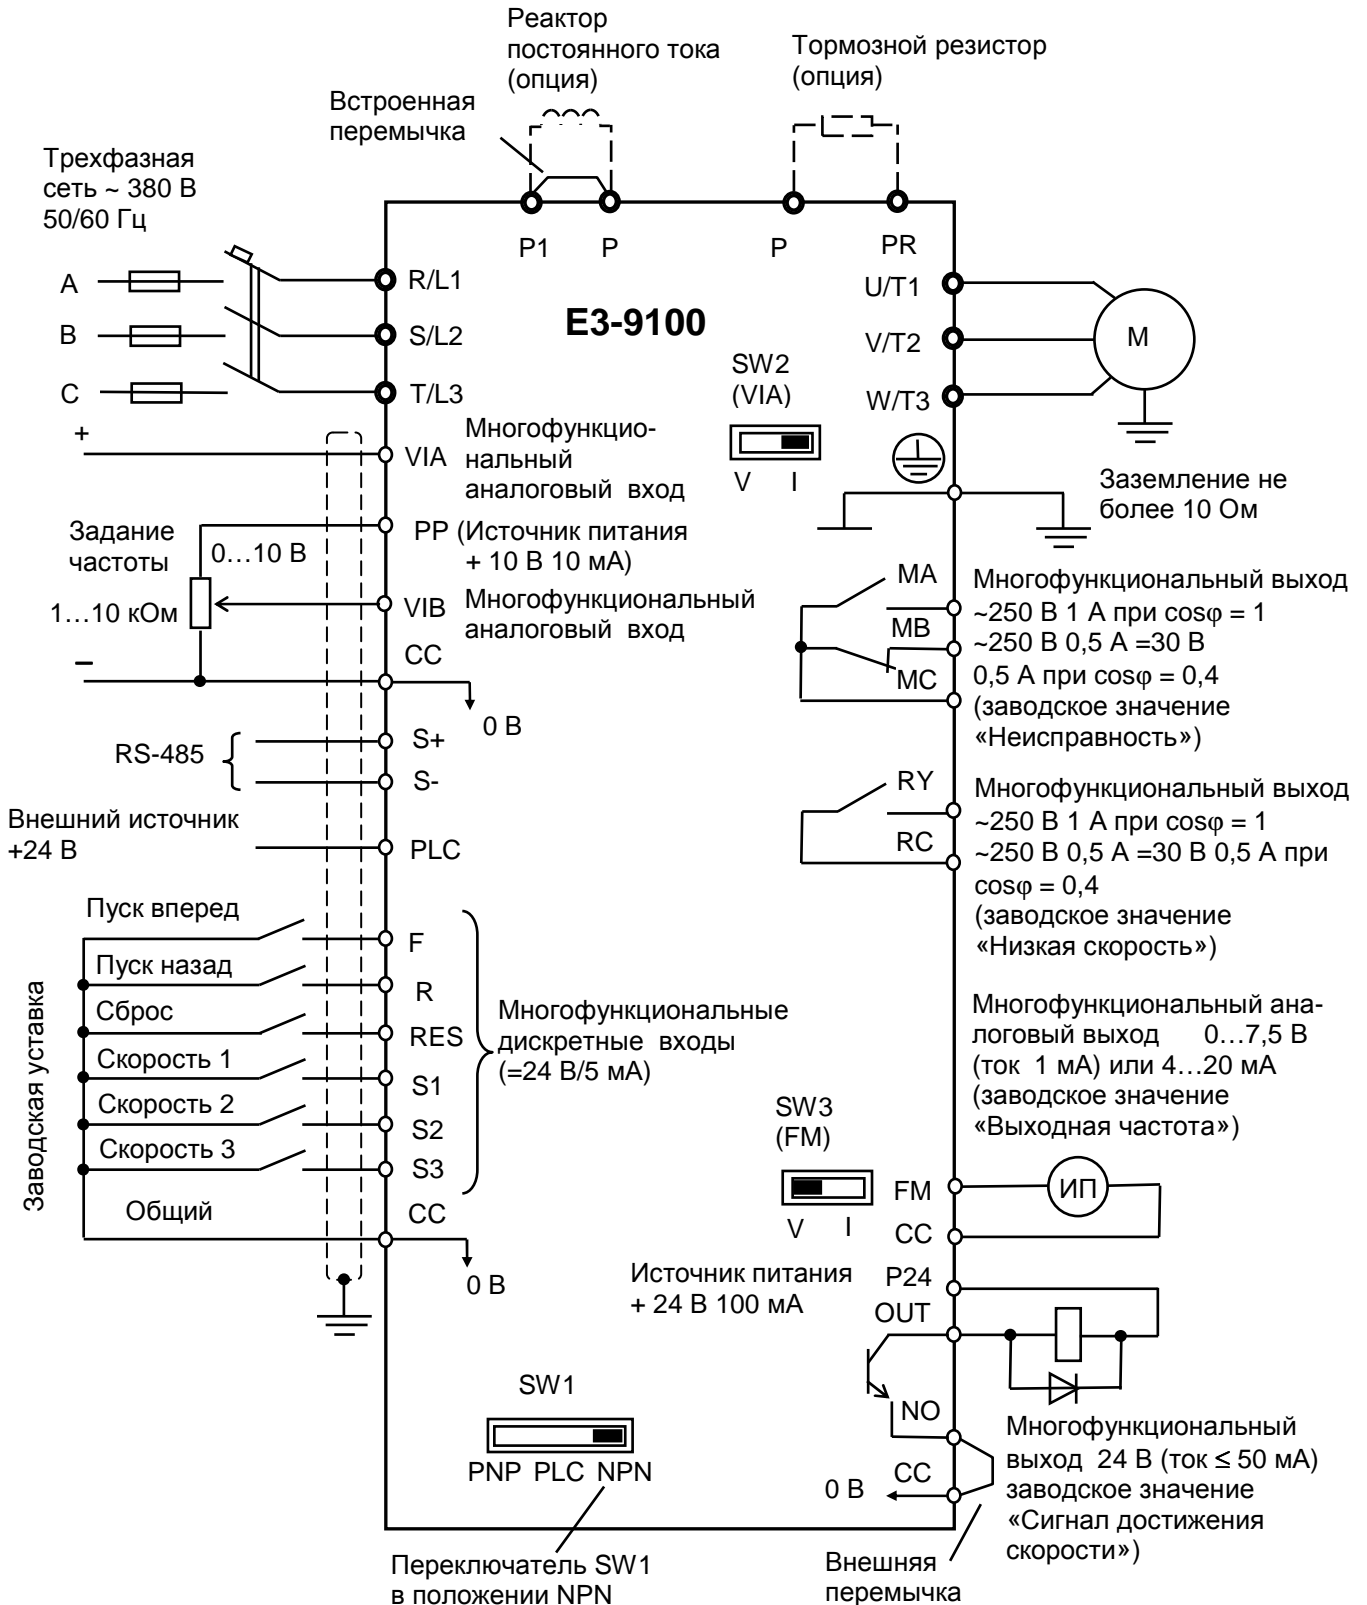 Реактор
постоянного тока
(опция)
Тормозной резистор
(опция)
Встроенная
перемычка
Трехфазная
сеть ~ 380 В
50/60 Гц
P1
P
P
PR
A
R/L1
B
S/L2
C
T/L3
E3-9100
U/T1
V/T2
W/T3
M
SW2
(VIA)
V
I
+
VIA
Многофункцио-
нальный
аналоговый вход
Заземление не
более 10 Ом
Задание
частоты
0…10 В
1…10 кОм
PP (Источник питания
+ 10 В 10 мА)
VIB
Многофункциональный
аналоговый вход
CC
–
0 В
MA
MB
MC
Многофункциональный выход
~250 В 1 А при cosφ = 1
~250 В 0,5 А =30 В
0,5 А при cosφ = 0,4
(заводское значение
«Неисправность»)
RS-485
S+
S-
Внешний источник
+24 В
PLC
RY
RC
Многофункциональный выход
~250 В 1 А при cosφ = 1
~250 В 0,5 А =30 В 0,5 А при
cosφ = 0,4
(заводское значение
«Низкая скорость»)
Заводская уставка
Пуск вперед
F
Пуск назад
R
Сброс
RES
Скорость 1
S1
Скорость 2
S2
Скорость 3
S3
Общий
CC
0 В
Многофункциональные
дискретные входы
(=24 В/5 мА)
Многофункциональный ана-
логовый выход 0…7,5 В
(ток 1 мА) или 4…20 мА
(заводское значение
«Выходная частота»)
SW3
(FM)
V
I
FM
ИП
CC
Источник питания
+ 24 В 100 мА
P24
OUT
NO
CC
0 В
Многофункциональный
выход 24 В (ток ≤ 50 мА)
заводское значение
«Сигнал достижения
скорости»)
SW1
PNP PLC NPN
Переключатель SW1
в положении NPN
Внешняя
перемычка